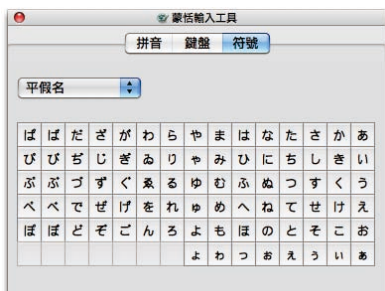 蒙恬輸入工具
拼音 鍵盤 符號
平假名
ぱ ば だ ざ が わ ら や ま は な た さ か あ
ぴ び ぢ じ ぎ ゐ り ゃ み ひ に ち し き い
ぷ ぶ づ ず ぐ ゑ る ゆ む ふ ぬ つ す く う
ぺ べ で ぜ げ を れ ゅ め へ ね て せ け え
ぽ ぼ ど ぞ ご ん ろ よ も ほ の と そ こ お
ょ ゎ っ ぉ ぇ ぅ ぃ ぁ